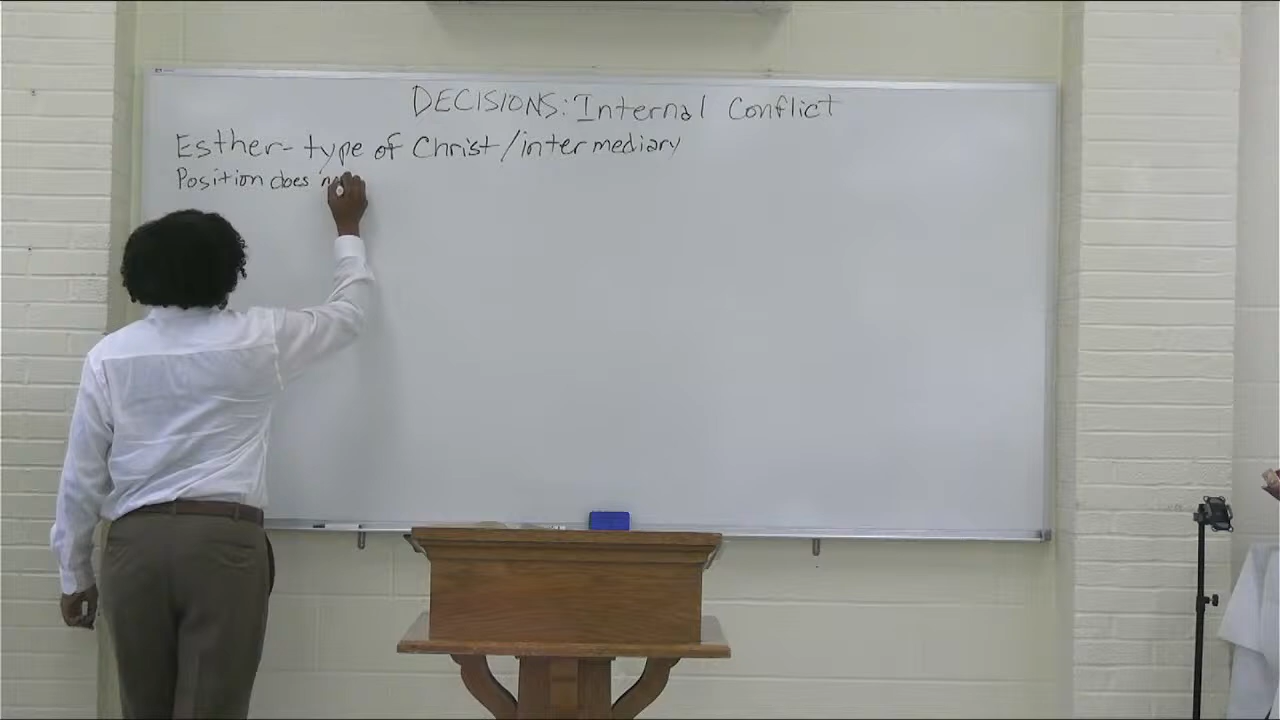 DECISIONS: Internal Conflict
Esther- type of Christ/intermediary
Position does